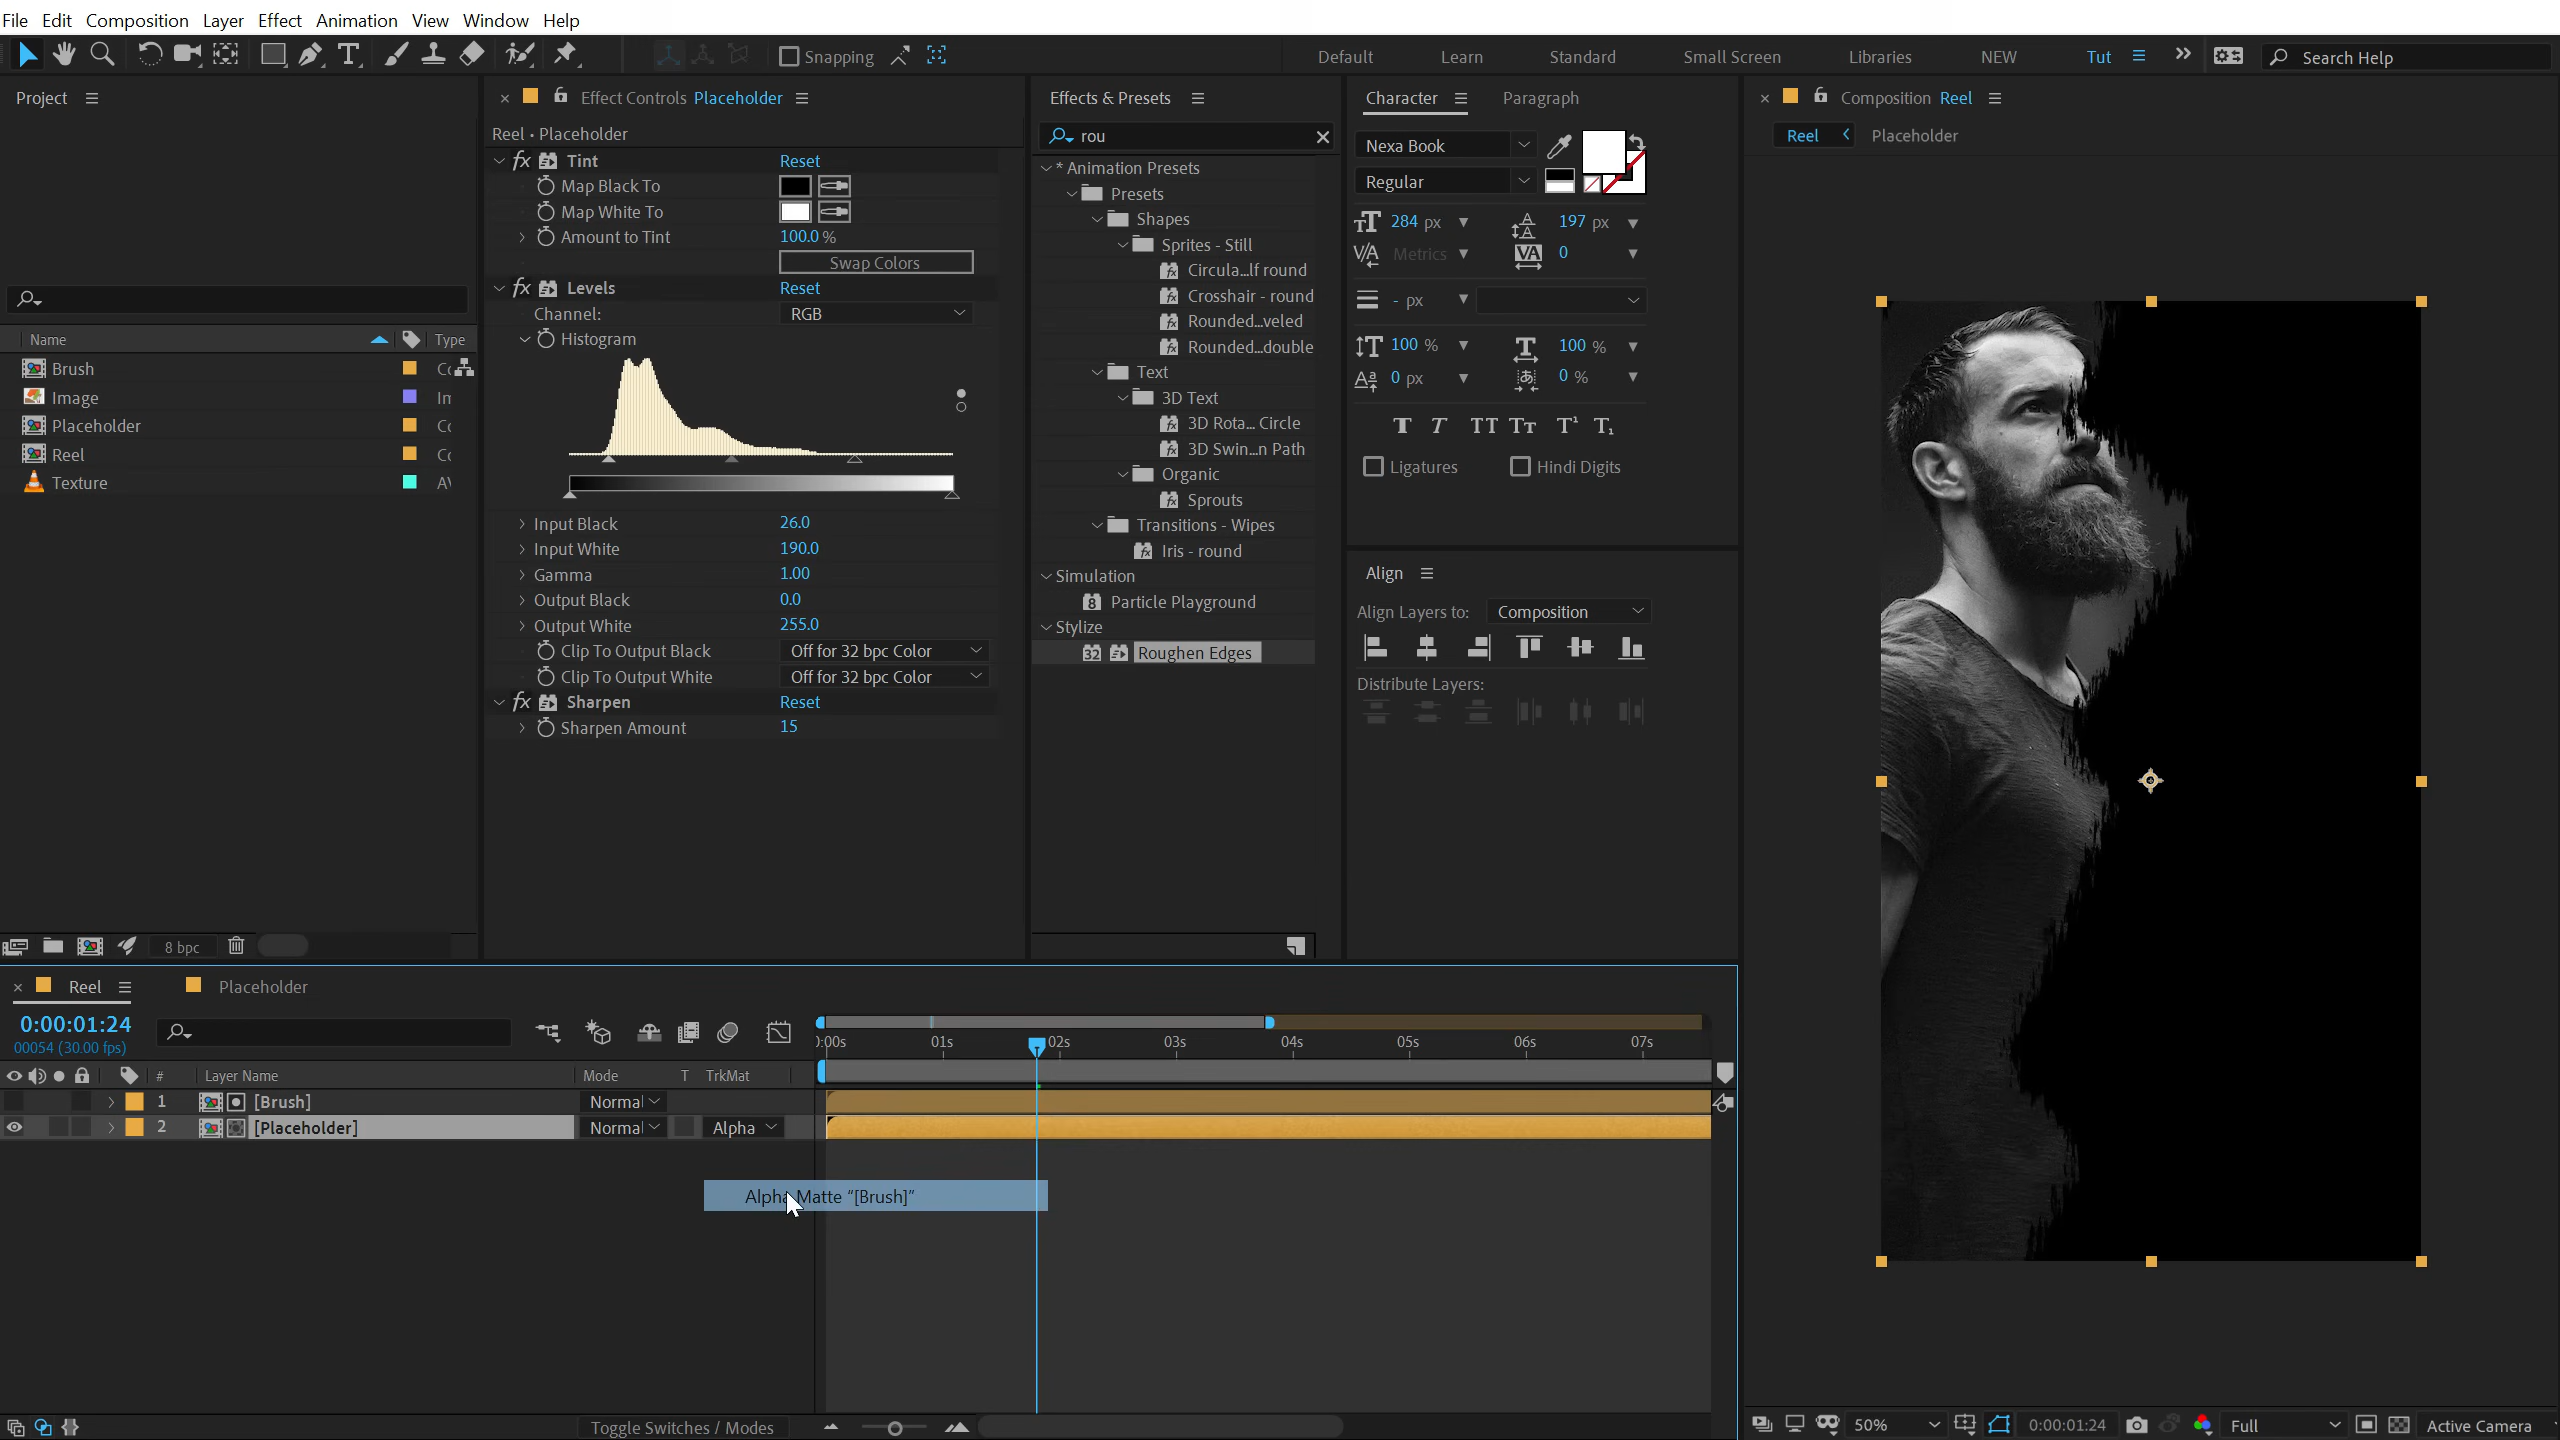 File Edit Composition Layer Effect Animation View Window Help
Snapping Default Learn Standard Small Screen Libraries NEW Tut Search Help
Project
Name Type
Brush
Image
Placeholder
Reel
Texture
8 bpc
Effect Controls Placeholder
Reel • Placeholder
fx Tint Reset
Map Black To
Map White To
Amount to Tint 100.0 %
Swap Colors
fx Levels Reset
Channel: RGB
Histogram
Input Black 26.0
Input White 190.0
Gamma 1.00
Output Black 0.0
Output White 255.0
Clip To Output Black Off for 32 bpc Color
Clip To Output White Off for 32 bpc Color
fx Sharpen Reset
Sharpen Amount 15
Effects & Presets
rou
* Animation Presets
Presets
Shapes
Sprites - Still
Circula...lf round
Crosshair - round
Rounded...veled
Rounded...double
Text
3D Text
3D Rota... Circle
3D Swin...n Path
Organic
Sprouts
Transitions - Wipes
Iris - round
Simulation
Particle Playground
Stylize
Roughen Edges
Character Paragraph
Nexa Book
Regular
284 px 197 px
Metrics 0
- px
100 % 100 %
0 px 0 %
Ligatures Hindi Digits
Align
Align Layers to: Composition
Distribute Layers:
Composition Reel
Reel Placeholder
50% 0:00:01:24 Full Active Camera
Reel Placeholder
0:00:01:24
00054 (30.00 fps)
):00s 01s 02s 03s 04s 05s 06s 07s
# Layer Name Mode T TrkMat
1 [Brush] Normal
2 [Placeholder] Normal Alpha
Alpha Matte "[Brush]"
Toggle Switches / Modes